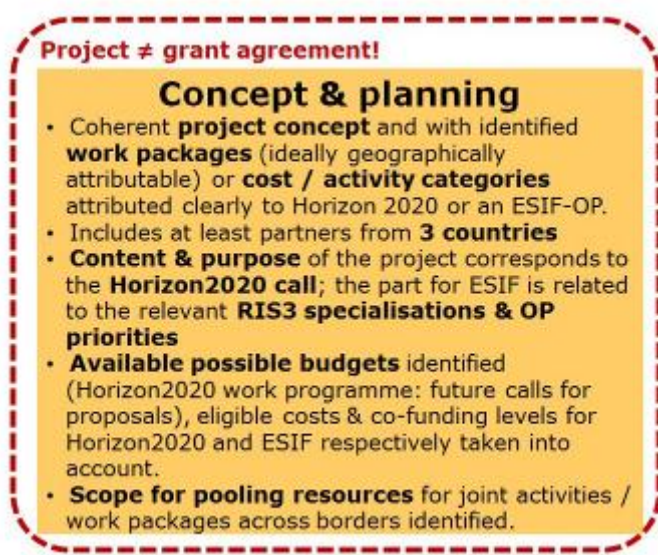 Project ≠ grant agreement!
Concept & planning
• Coherent project concept and with identified
work packages (ideally geographically
attributable) or cost / activity categories
attributed clearly to Horizon 2020 or an ESIF-OP.
• Includes at least partners from 3 countries
• Content & purpose of the project corresponds to
the Horizon2020 call; the part for ESIF is related
to the relevant RIS3 specialisations & OP
priorities
• Available possible budgets identified
(Horizon2020 work programme: future calls for
proposals), eligible costs & co-funding levels for
Horizon2020 and ESIF respectively taken into
account.
• Scope for pooling resources for joint activities /
work packages across borders identified.